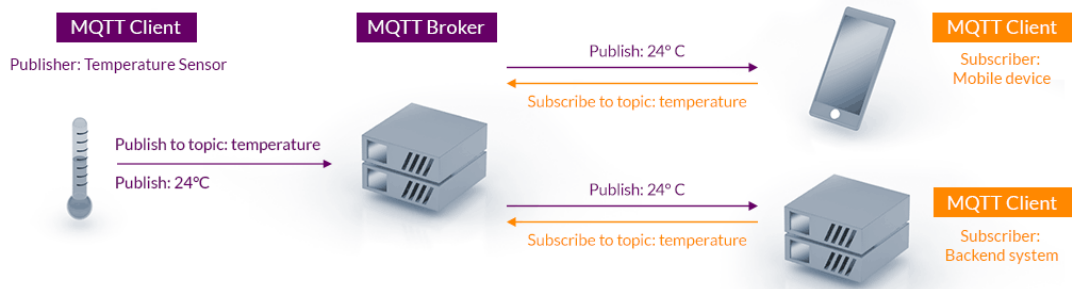 MQTT Client
Publisher: Temperature Sensor
Publish to topic: temperature
Publish: 24°C
MQTT Broker
Publish: 24° C
Subscribe to topic: temperature
MQTT Client
Subscriber:
Mobile device
Publish: 24° C
Subscribe to topic: temperature
MQTT Client
Subscriber:
Backend system